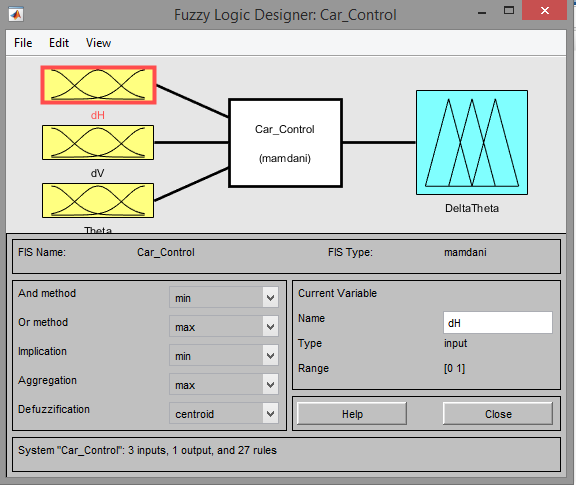 Fuzzy Logic Designer: Car_Control
File Edit View
dH
dV
Theta
Car_Control
(mamdani)
DeltaTheta
FIS Name: Car_Control FIS Type: mamdani
And method min
Or method max
Implication min
Aggregation max
Defuzzification centroid
Current Variable
Name dH
Type input
Range [0 1]
Help Close
System "Car_Control": 3 inputs, 1 output, and 27 rules